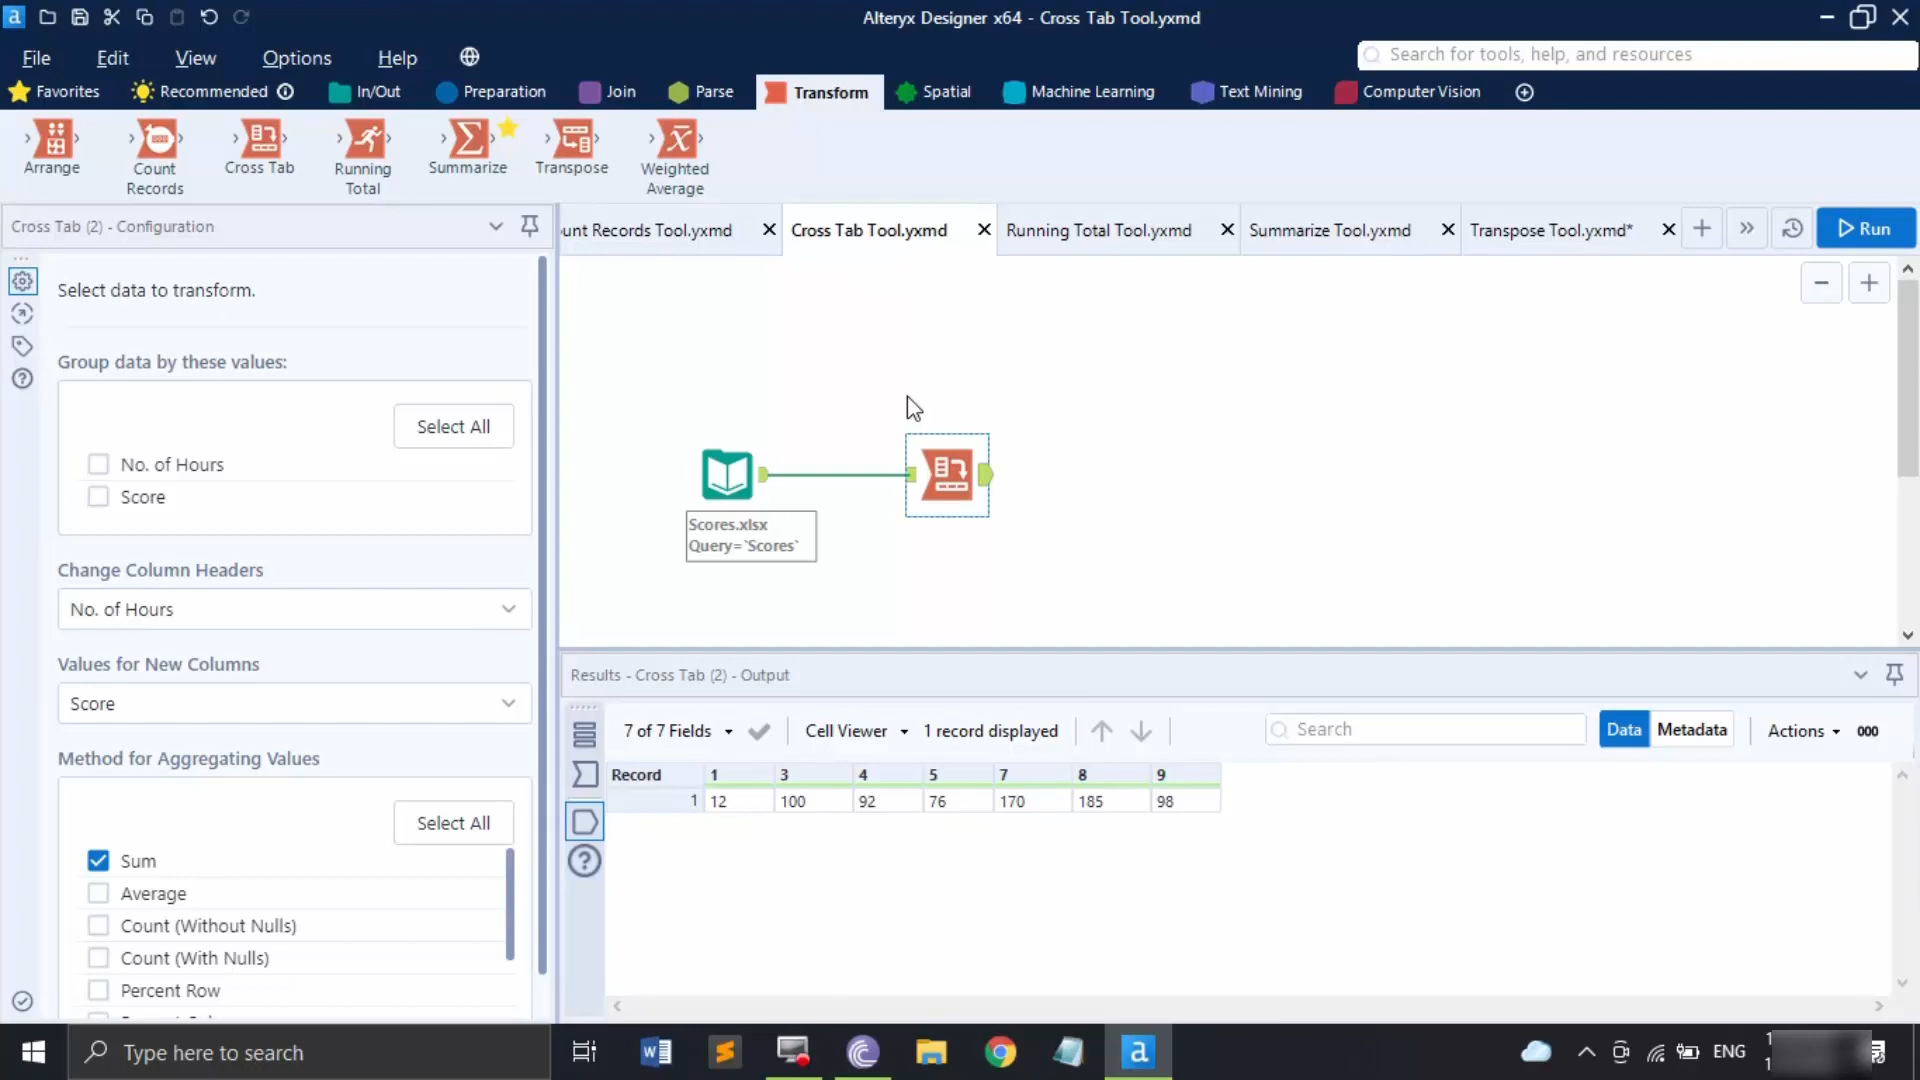 Alteryx Designer x64 - Cross Tab Tool.yxmd
File Edit View Options Help
Search for tools, help, and resources
Favorites Recommended In/Out Preparation Join Parse Transform Spatial Machine Learning Text Mining Computer Vision
Arrange Count Records Cross Tab Running Total Summarize Transpose Weighted Average
Cross Tab (2) - Configuration
unt Records Tool.yxmd Cross Tab Tool.yxmd Running Total Tool.yxmd Summarize Tool.yxmd Transpose Tool.yxmd* Run
Select data to transform.
Group data by these values:
Select All
No. of Hours
Score
Change Column Headers
No. of Hours
Values for New Columns
Score
Method for Aggregating Values
Select All
Sum
Average
Count (Without Nulls)
Count (With Nulls)
Percent Row
Scores.xlsx
Query=`Scores`
Results - Cross Tab (2) - Output
7 of 7 Fields Cell Viewer 1 record displayed Search Data Metadata Actions 000
Record 1 3 4 5 7 8 9
1 12 100 92 76 170 185 98
Type here to search
ENG